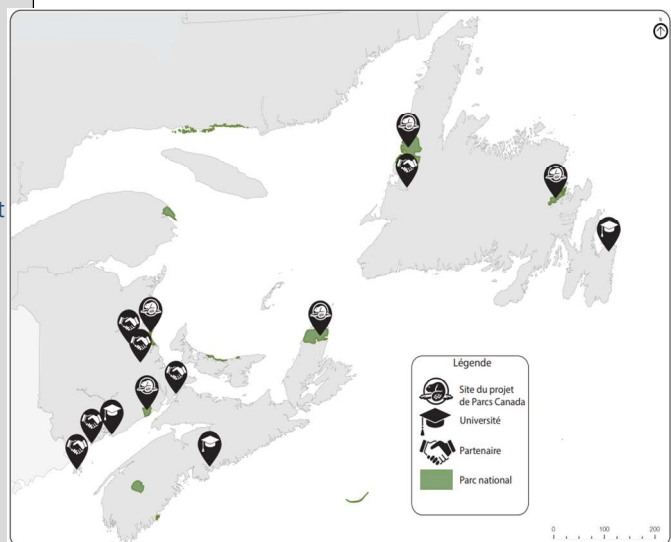 t
N
Légende
Site du projet
de Parcs Canada
Université
Partenaire
Parc national
0 100 200